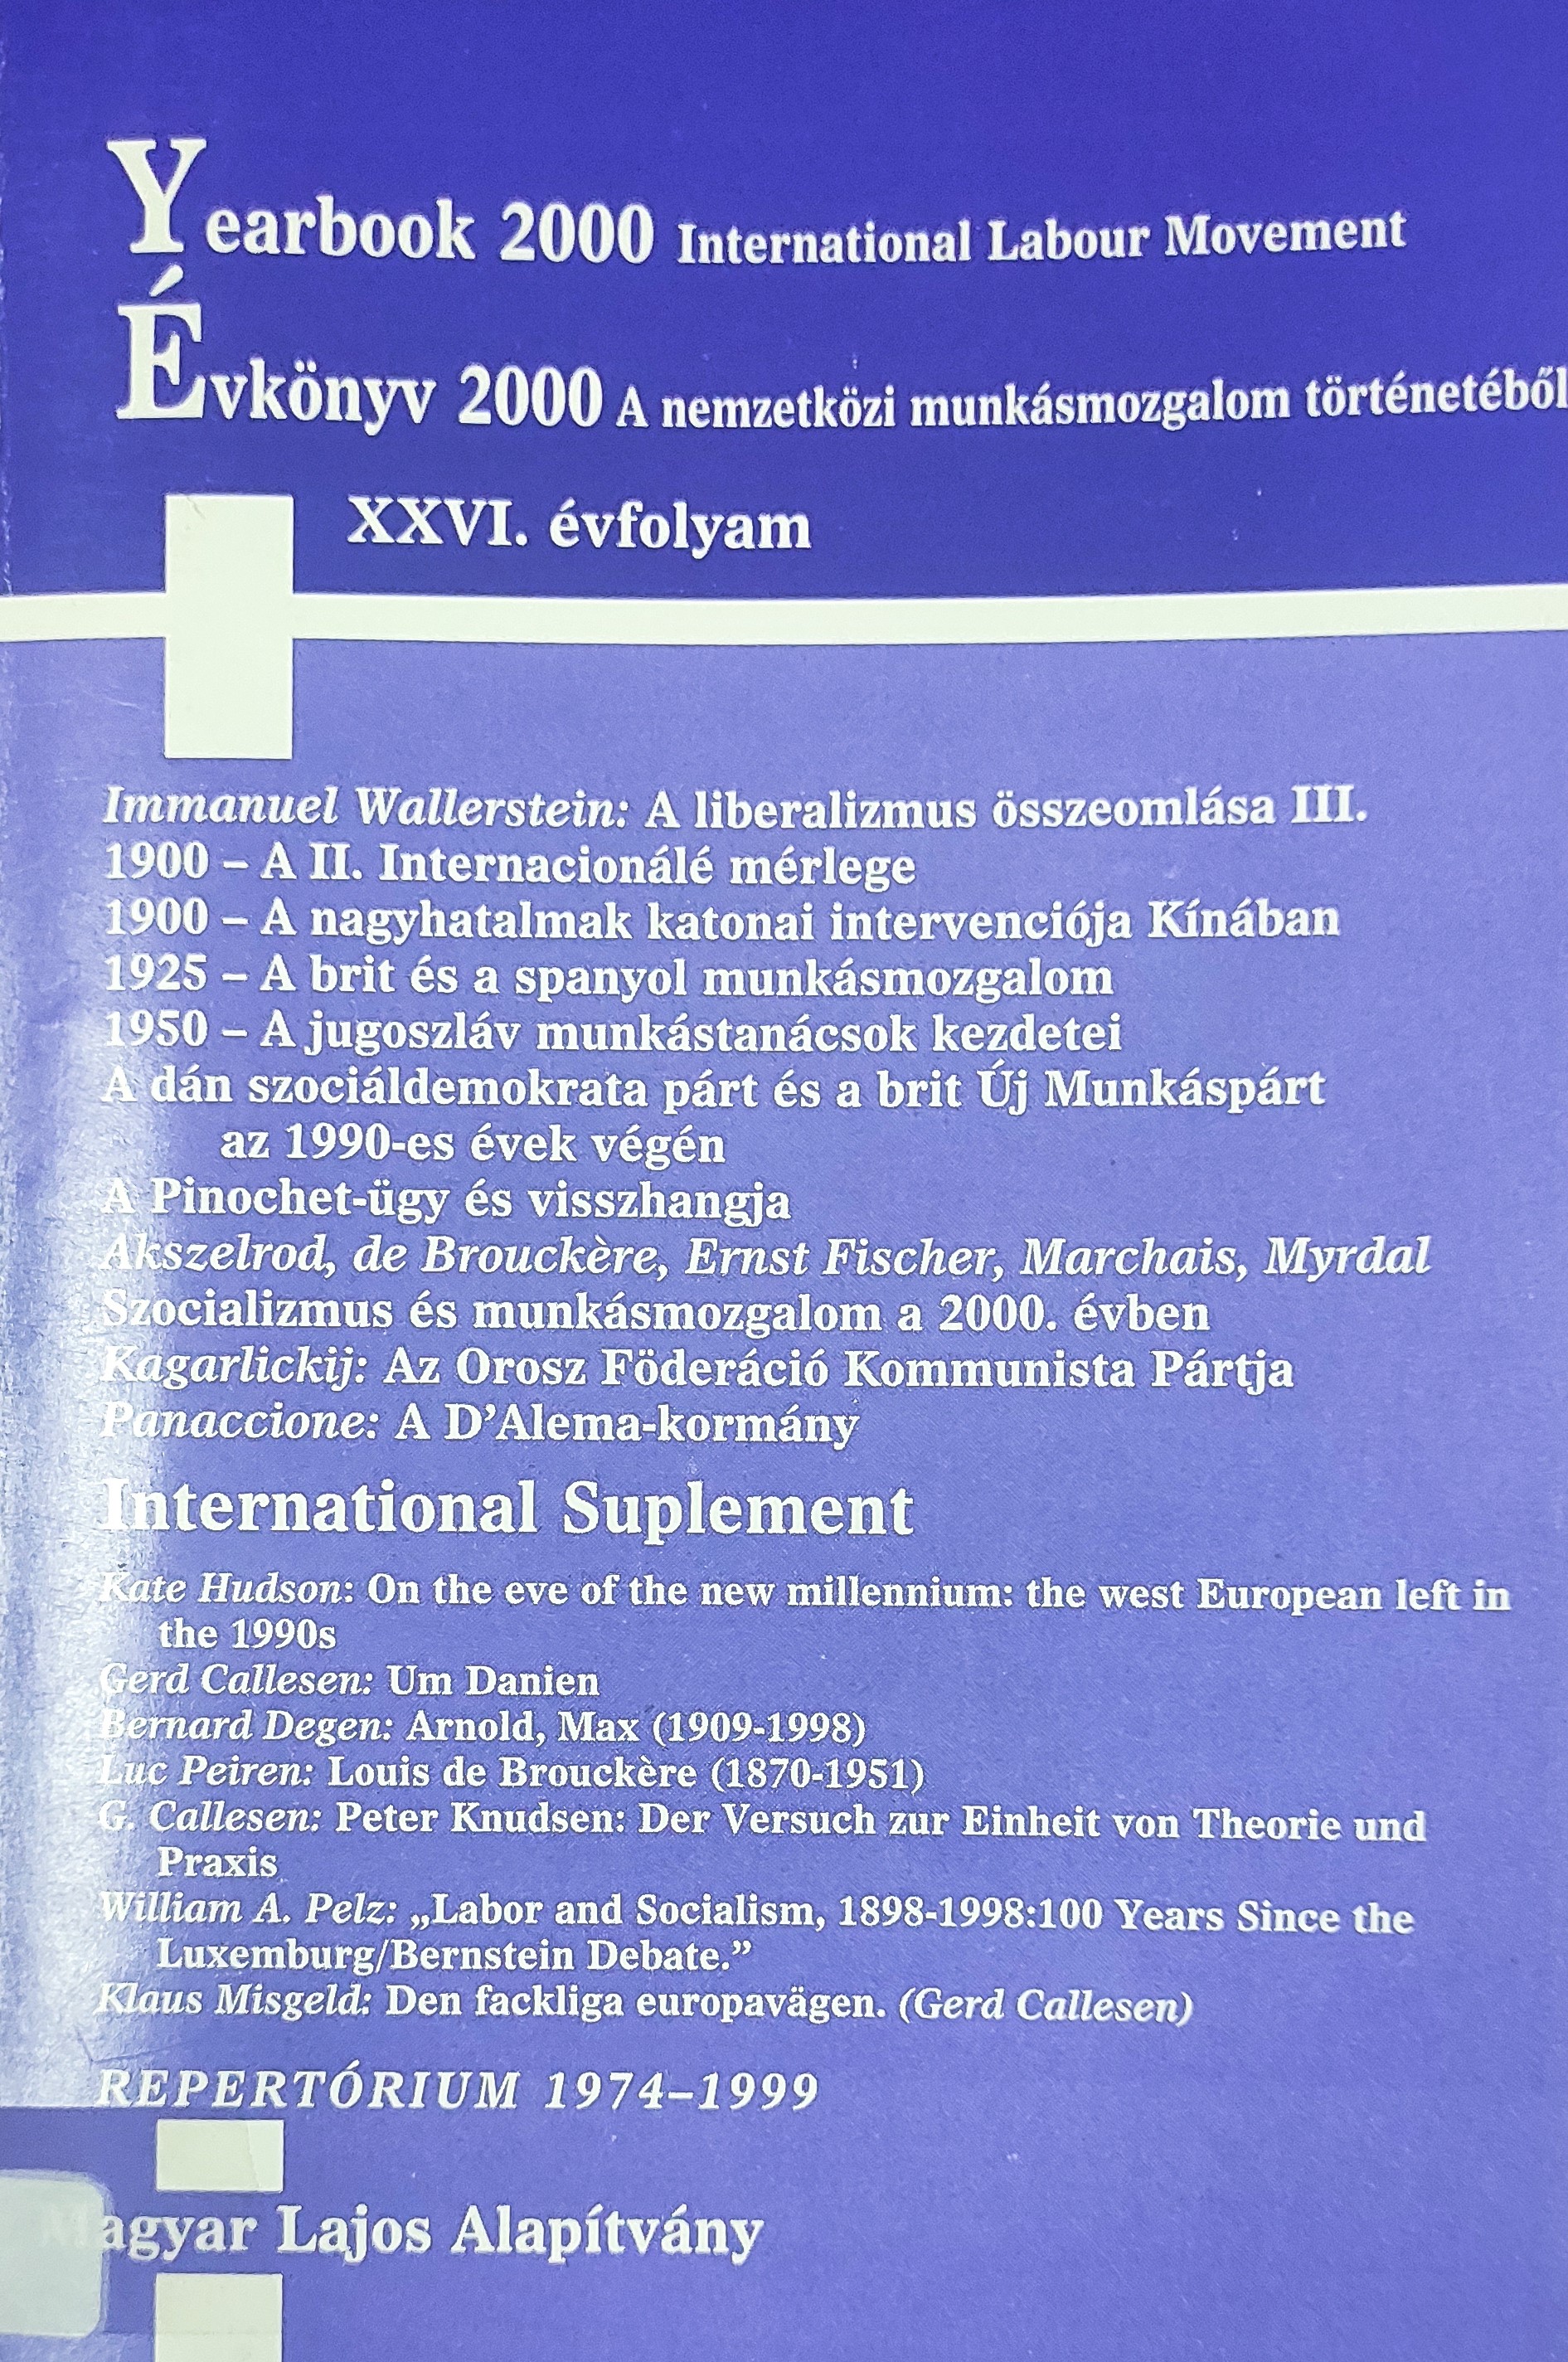 Yearbook 2000 International Labour Movement
Évkönyv 2000 A nemzetközi munkásmozgalom történetéből
XXVI. évfolyam
Immanuel Wallerstein: A liberalizmus összeomlása III.
1900 – A II. Internacionálé mérlege
1900 – A nagyhatalmak katonai intervenciója Kínában
1925 – A brit és a spanyol munkásmozgalom
1950 – A jugoszláv munkástanácsok kezdetei
A dán szociáldemokrata párt és a brit Új Munkáspárt
az 1990-es évek végén
A Pinochet-ügy és visszhangja
Akszelrod, de Brouckère, Ernst Fischer, Marchais, Myrdal
Szocializmus és munkásmozgalom a 2000. évben
Kagarlickij: Az Orosz Föderáció Kommunista Pártja
Panaccione: A D’Alema-kormány
International Suplement
Kate Hudson: On the eve of the new millennium: the west European left in
the 1990s
Gerd Callesen: Um Danien
Bernard Degen: Arnold, Max (1909-1998)
Luc Peiren: Louis de Brouckère (1870-1951)
G. Callesen: Peter Knudsen: Der Versuch zur Einheit von Theorie und
Praxis
William A. Pelz: „Labor and Socialism, 1898-1998:100 Years Since the
Luxemburg/Bernstein Debate.”
Klaus Misgeld: Den fackliga europavägen. (Gerd Callesen)
REPERTÓRIUM 1974–1999
Magyar Lajos Alapítvány